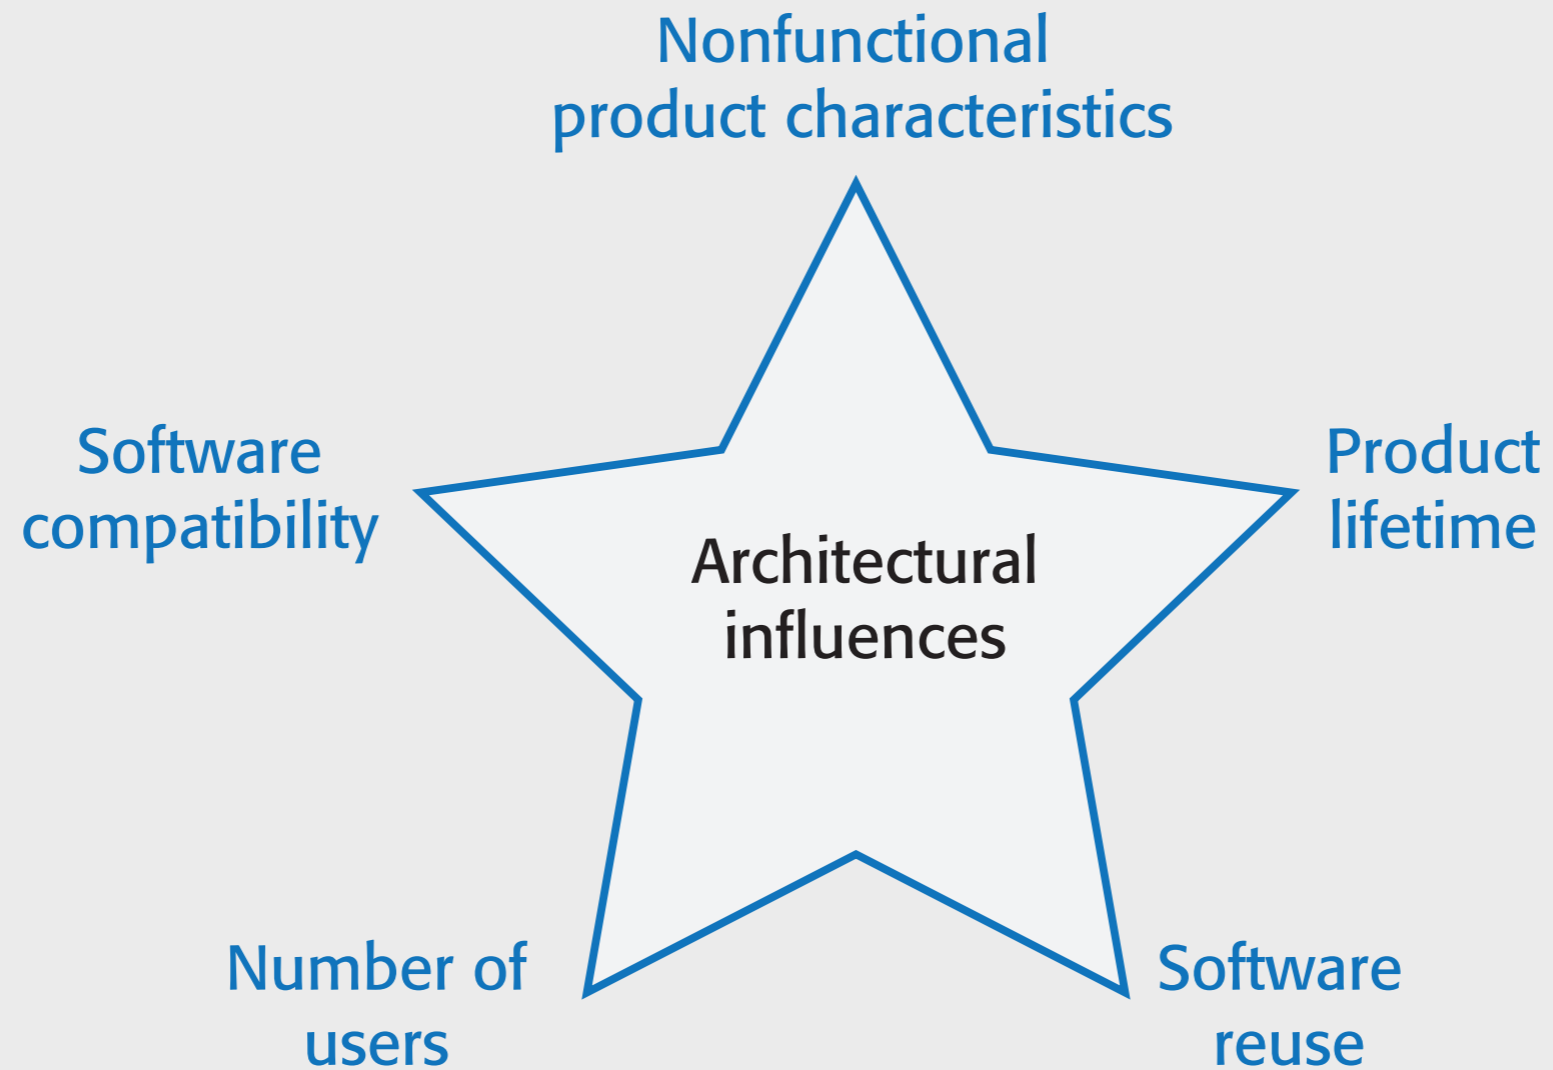 Nonfunctional
product characteristics
Software
compatibility
Product
lifetime
Architectural
influences
Number of
users
Software
reuse